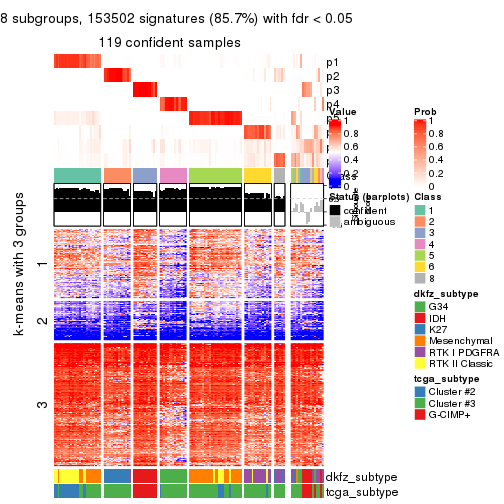 8 subgroups, 153502 signatures (85.7%) with fdr < 0.05
119 confident samples
p1
p2
p3
p4
k-means with 3 groups
1
2
3
Value
1
0.8
0.6
0.4
0.2
0
Status (barplots)
confident
ambiguous
Prob
1
0.8
0.6
0.4
0.2
0
Class
1
2
3
4
5
6
8
dkfz_subtype
G34
IDH
K27
Mesenchymal
RTK I PDGFRA
RTK II Classic
tcga_subtype
Cluster #2
Cluster #3
G-CIMP+
dkfz_subtype
tcga_subtype